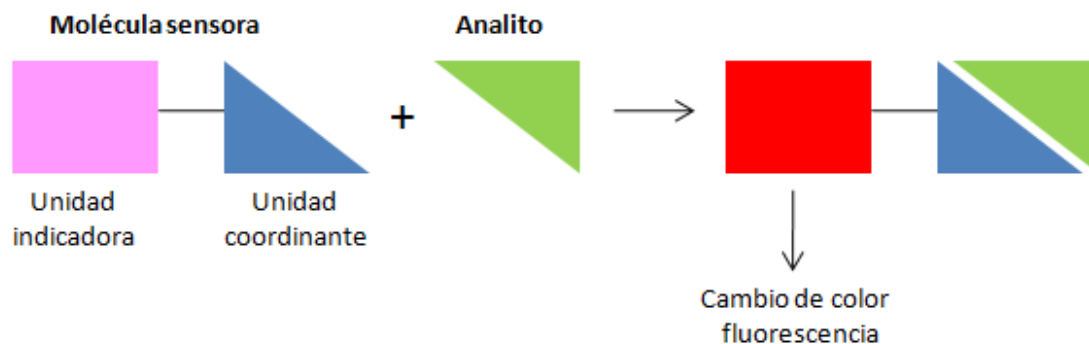 Molécula sensora
Analito
+
Unidad
indicadora
Unidad
coordinante
Cambio de color
fluorescencia